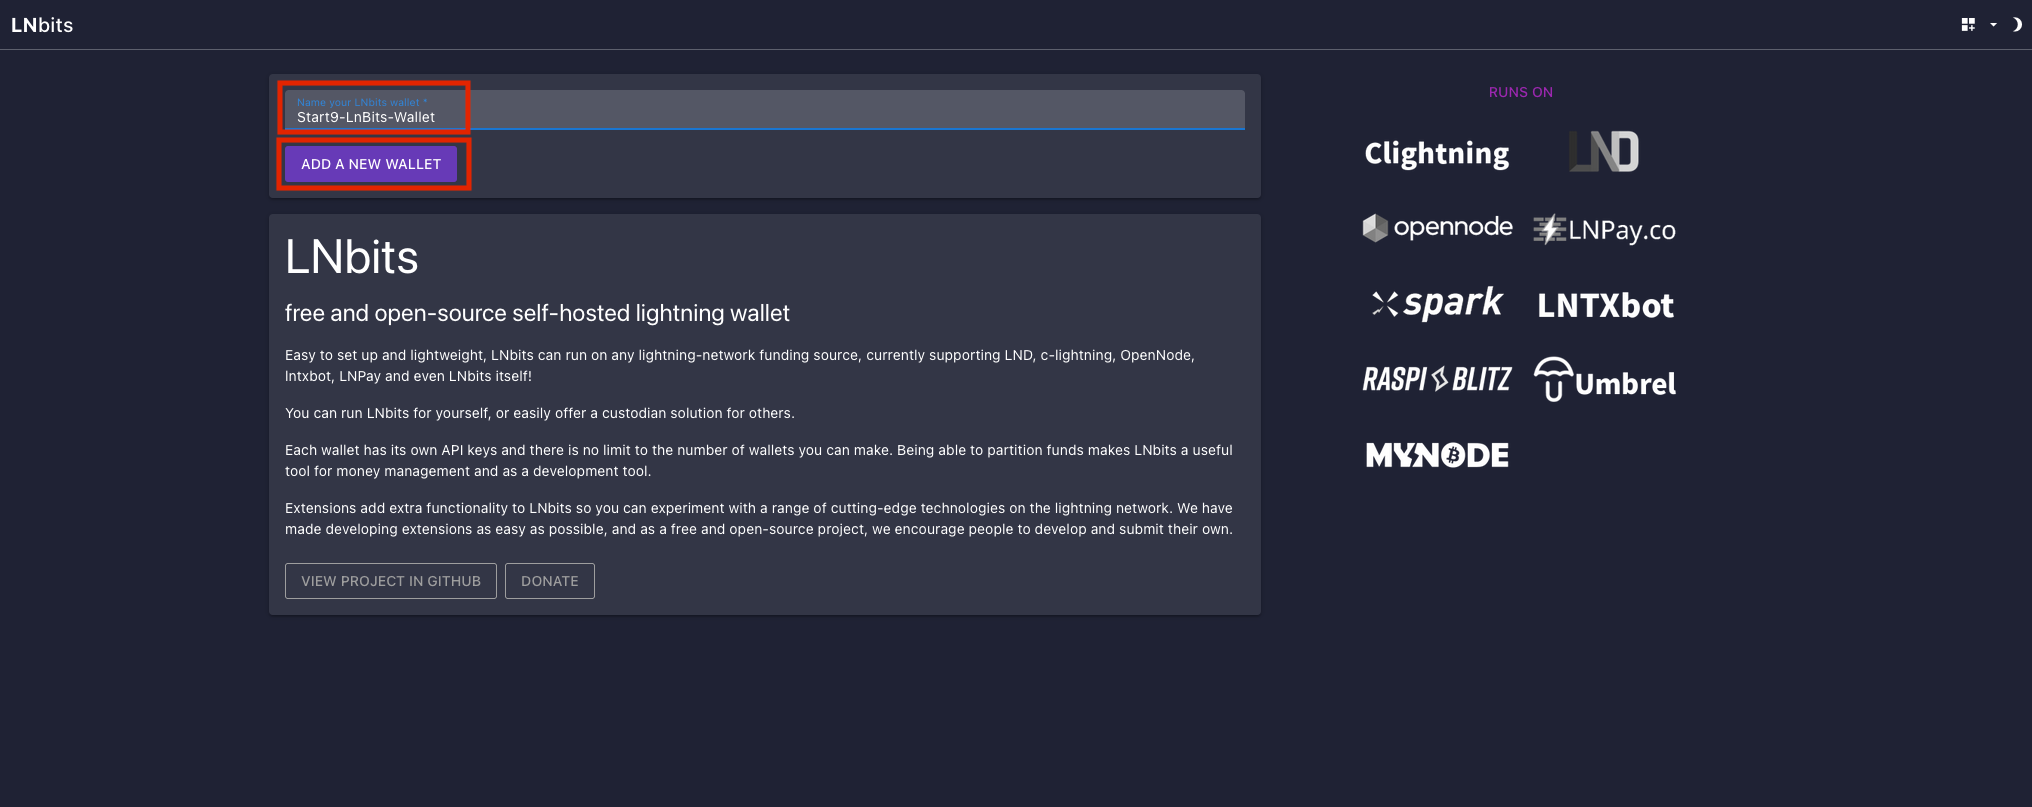 LNbits
Name your LNbits wallet *
Start9-LnBits-Wallet
ADD A NEW WALLET
LNbits
free and open-source self-hosted lightning wallet
Easy to set up and lightweight, LNbits can run on any lightning-network funding source, currently supporting LND, c-lightning, OpenNode,
lntxbot, LNPay and even LNbits itself!
You can run LNbits for yourself, or easily offer a custodian solution for others.
Each wallet has its own API keys and there is no limit to the number of wallets you can make. Being able to partition funds makes LNbits a useful
tool for money management and as a development tool.
Extensions add extra functionality to LNbits so you can experiment with a range of cutting-edge technologies on the lightning network. We have
made developing extensions as easy as possible, and as a free and open-source project, we encourage people to develop and submit their own.
VIEW PROJECT IN GITHUB
DONATE
RUNS ON
Clightning
LND
opennode
LNPay.co
spark
LNTXbot
RASPIBLITZ
Umbrel
MYNODE